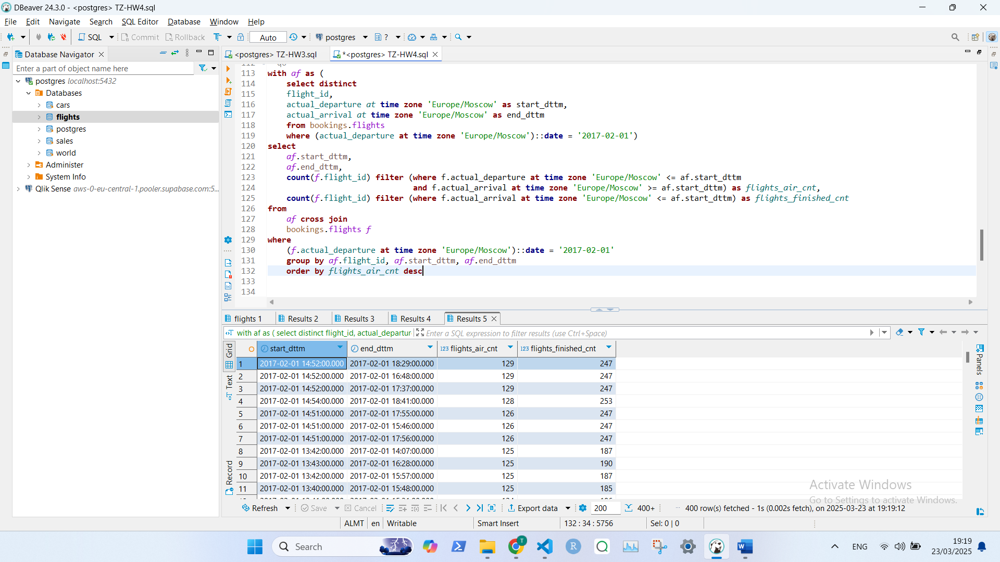 DBeaver 24.3.0 - <postgres> TZ-HW4.sql
File Edit Navigate Search SQL Editor Database Window Help
SQL Commit Rollback Auto postgres ?
Database Navigator
<postgres> TZ-HW3.sql
*<postgres> TZ-HW4.sql
Enter a part of object name here
postgres localhost:5432
Databases
cars
flights
postgres
sales
world
Administer
System Info
Qlik Sense aws-0-eu-central-1.pooler.supabase.com:5...
113 with af as (
114 select distinct
115 flight_id,
116 actual_departure at time zone 'Europe/Moscow' as start_dttm,
117 actual_arrival at time zone 'Europe/Moscow' as end_dttm
118 from bookings.flights
119 where (actual_departure at time zone 'Europe/Moscow')::date = '2017-02-01')
120 select
121 af.start_dttm,
122 af.end_dttm,
123 count(f.flight_id) filter (where f.actual_departure at time zone 'Europe/Moscow' <= af.start_dttm
124 and f.actual_arrival at time zone 'Europe/Moscow' >= af.start_dttm) as flights_air_cnt,
125 count(f.flight_id) filter (where f.actual_arrival at time zone 'Europe/Moscow' <= af.start_dttm) as flights_finished_cnt
126 from
127 af cross join
128 bookings.flights f
129 where
130 (f.actual_departure at time zone 'Europe/Moscow')::date = '2017-02-01'
131 group by af.flight_id, af.start_dttm, af.end_dttm
132 order by flights_air_cnt desc
133
134
flights 1 Results 2 Results 3 Results 4 Results 5
with af as ( select distinct flight_id, actual_departur Enter a SQL expression to filter results (use Ctrl+Space)
Grid
Text
Record
Panels
start_dttm end_dttm 123 flights_air_cnt 123 flights_finished_cnt
1 2017-02-01 14:52:00.000 2017-02-01 18:29:00.000 129 247
2 2017-02-01 14:52:00.000 2017-02-01 16:48:00.000 129 247
3 2017-02-01 14:52:00.000 2017-02-01 17:37:00.000 129 247
4 2017-02-01 14:54:00.000 2017-02-01 18:41:00.000 128 253
5 2017-02-01 14:51:00.000 2017-02-01 17:55:00.000 126 247
6 2017-02-01 14:51:00.000 2017-02-01 15:46:00.000 126 247
7 2017-02-01 14:51:00.000 2017-02-01 17:56:00.000 126 247
8 2017-02-01 13:42:00.000 2017-02-01 14:07:00.000 125 187
9 2017-02-01 13:43:00.000 2017-02-01 16:28:00.000 125 190
10 2017-02-01 13:42:00.000 2017-02-01 15:57:00.000 125 187
11 2017-02-01 13:40:00.000 2017-02-01 15:48:00.000 125 185
Activate Windows
Go to Settings to activate Windows.
Refresh Save Cancel Export data 200 400+ 400 row(s) fetched - 1s (0.002s fetch), on 2025-03-23 at 19:19:12
ALMT en Writable Smart Insert 132 : 34 : 5756 Sel: 0 | 0
Search
T
R
ENG
19:19
23/03/2025